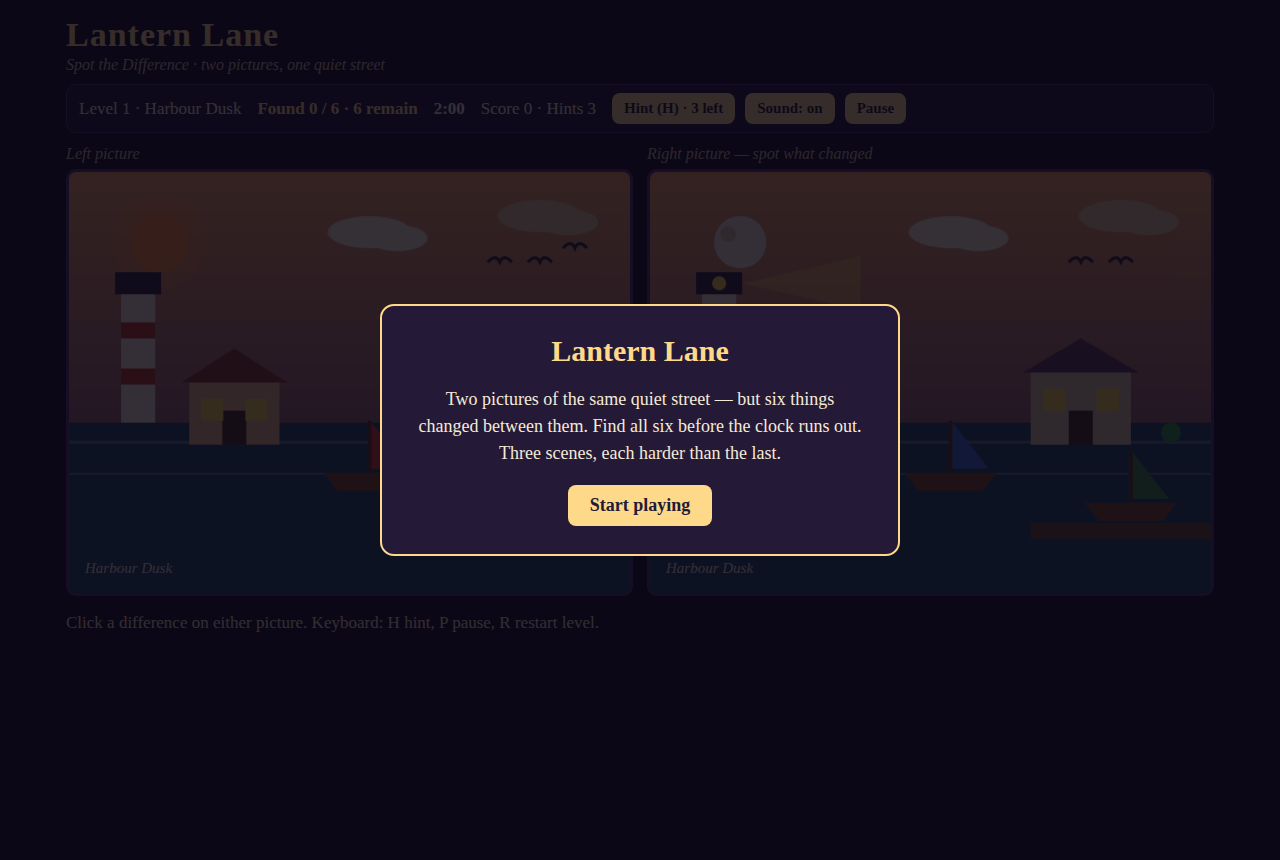 Lantern Lane
Spot the Difference · two pictures, one quiet street
Level 1 · Harbour Dusk Found 0 / 6 · 6 remain 2:00 Score 0 · Hints 3 Hint (H) · 3 left Sound: on Pause
Left picture
Right picture — spot what changed
Lantern Lane
Two pictures of the same quiet street — but six things
changed between them. Find all six before the clock runs out.
Three scenes, each harder than the last.
Start playing
Harbour Dusk
Harbour Dusk
Click a difference on either picture. Keyboard: H hint, P pause, R restart level.